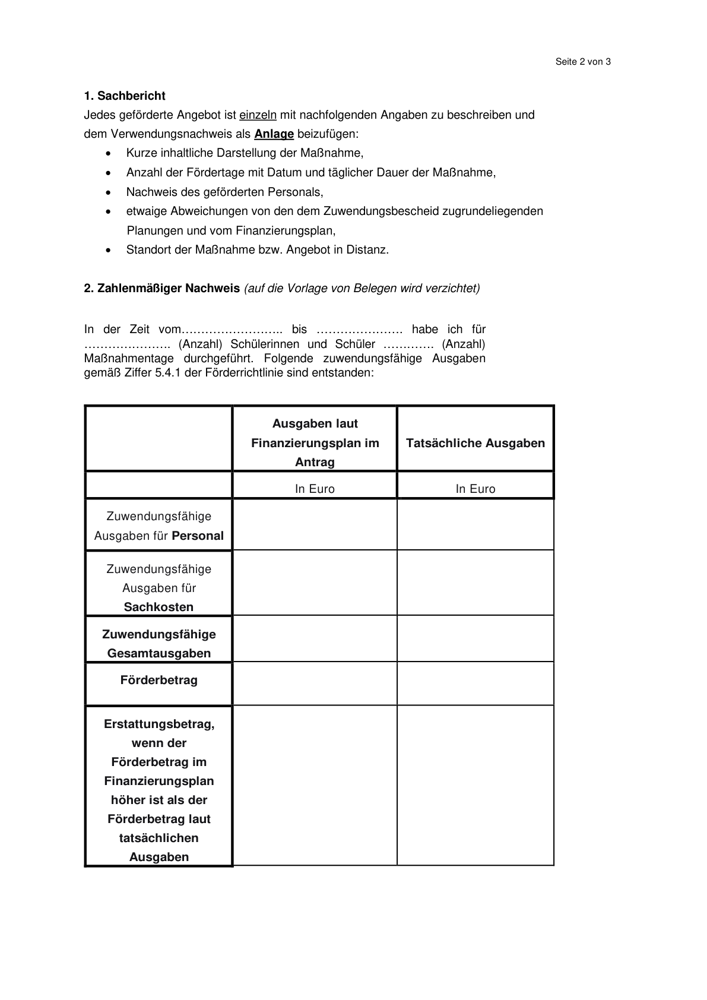 Seite 2 von 3
1. Sachbericht
Jedes geförderte Angebot ist einzeln mit nachfolgenden Angaben zu beschreiben und
dem Verwendungsnachweis als Anlage beizufügen:
• Kurze inhaltliche Darstellung der Maßnahme,
• Anzahl der Fördertage mit Datum und täglicher Dauer der Maßnahme,
• Nachweis des geförderten Personals,
• etwaige Abweichungen von den dem Zuwendungsbescheid zugrundeliegenden
Planungen und vom Finanzierungsplan,
• Standort der Maßnahme bzw. Angebot in Distanz.
2. Zahlenmäßiger Nachweis (auf die Vorlage von Belegen wird verzichtet)
In der Zeit vom…………………….. bis …………………. habe ich für
…………………. (Anzahl) Schülerinnen und Schüler …………. (Anzahl)
Maßnahmentage durchgeführt. Folgende zuwendungsfähige Ausgaben
gemäß Ziffer 5.4.1 der Förderrichtlinie sind entstanden:
Ausgaben laut
Finanzierungsplan im
Antrag
Tatsächliche Ausgaben
In Euro
In Euro
Zuwendungsfähige
Ausgaben für Personal
Zuwendungsfähige
Ausgaben für
Sachkosten
Zuwendungsfähige
Gesamtausgaben
Förderbetrag
Erstattungsbetrag,
wenn der
Förderbetrag im
Finanzierungsplan
höher ist als der
Förderbetrag laut
tatsächlichen
Ausgaben